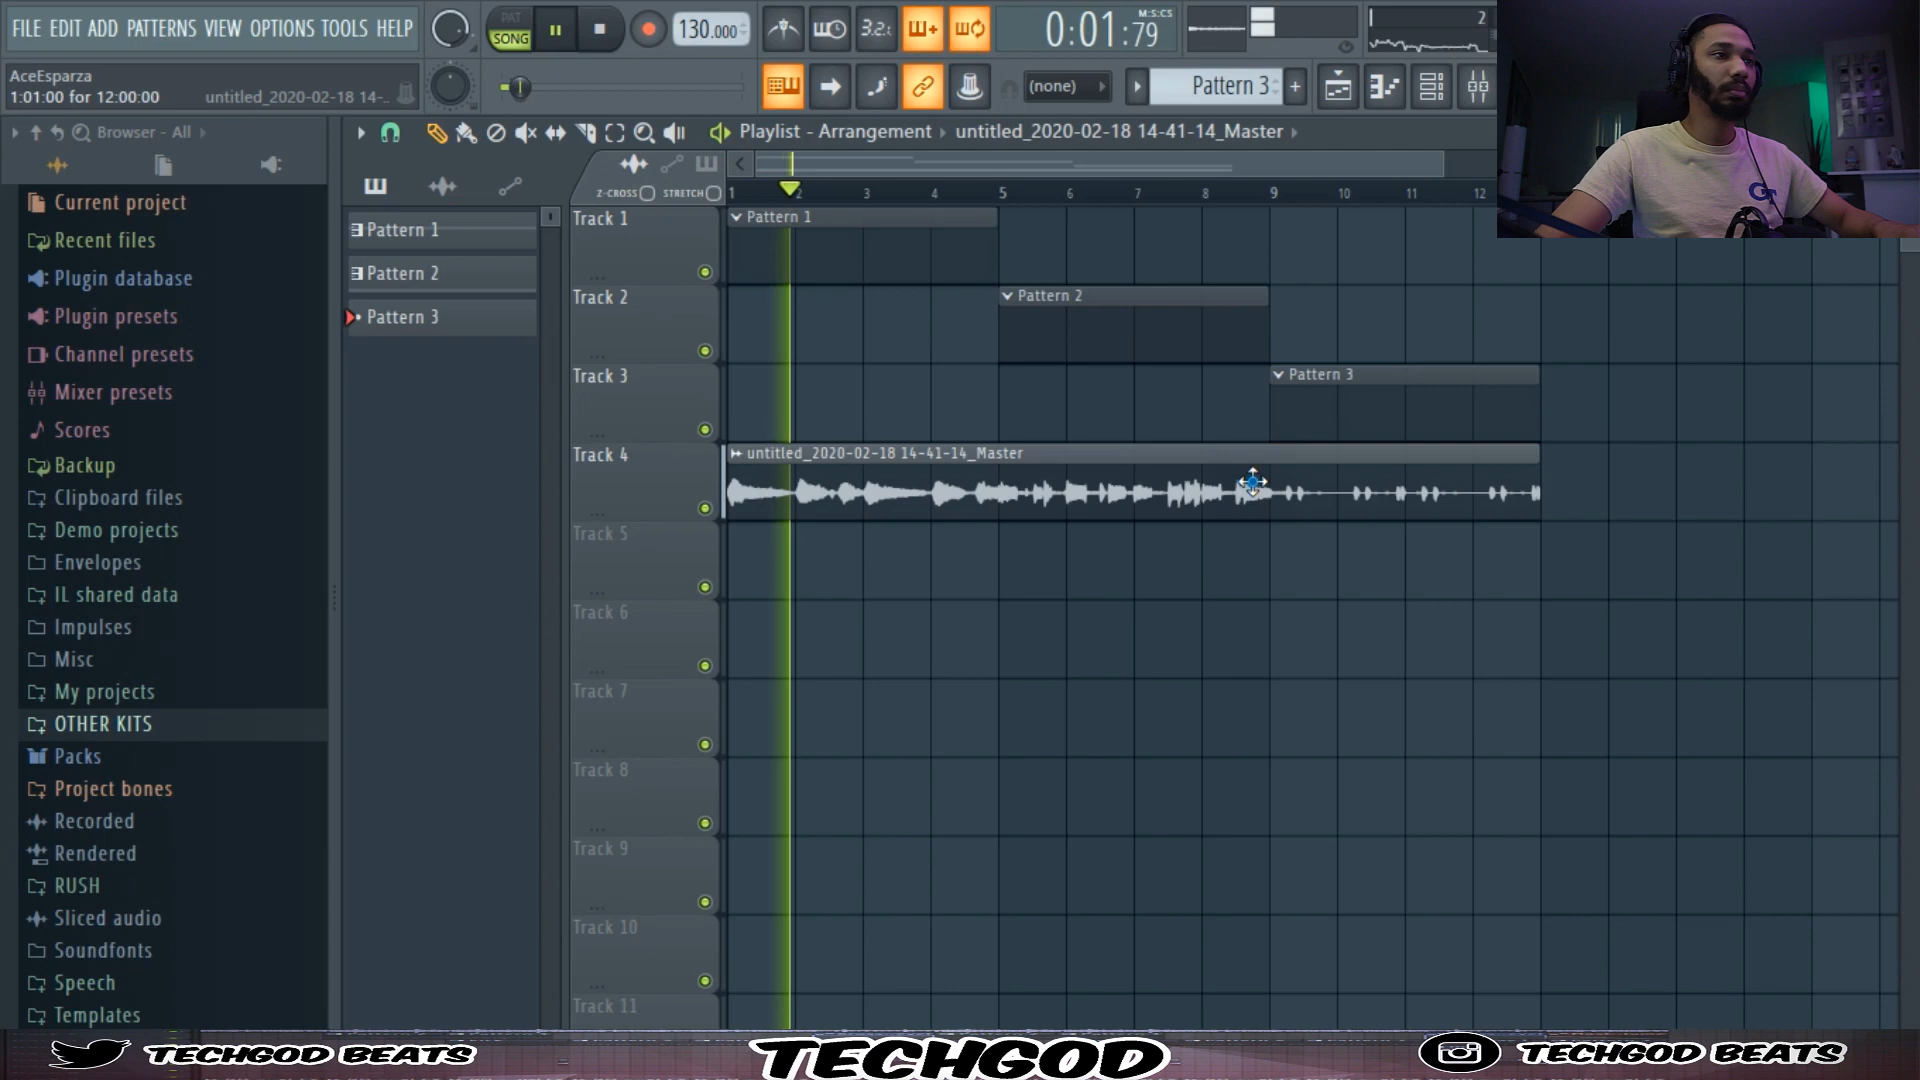 FILE EDIT ADD PATTERNS VIEW OPTIONS TOOLS HELP
PAT
SONG
130.000
3.2
0:01:79
M:S:CS
2
AceEsparza
1:01:00 for 12:00:00
untitled_2020-02-18 14-..
(none)
Pattern 3
Browser - All
Playlist - Arrangement
untitled_2020-02-18 14-41-14_Master
Z-CROSS
STRETCH
1 2 3 4 5 6 7 8 9 10 11 12
Current project
Recent files
Plugin database
Plugin presets
Channel presets
Mixer presets
Scores
Backup
Clipboard files
Demo projects
Envelopes
IL shared data
Impulses
Misc
My projects
OTHER KITS
Packs
Project bones
Recorded
Rendered
RUSH
Sliced audio
Soundfonts
Speech
Templates
Pattern 1
Pattern 2
Pattern 3
Track 1
Pattern 1
Track 2
Pattern 2
Track 3
Pattern 3
Track 4
untitled_2020-02-18 14-41-14_Master
Track 5
Track 6
Track 7
Track 8
Track 9
Track 10
Track 11
GT
TECHGOD BEATS
TECHGOD
TECHGOD BEATS